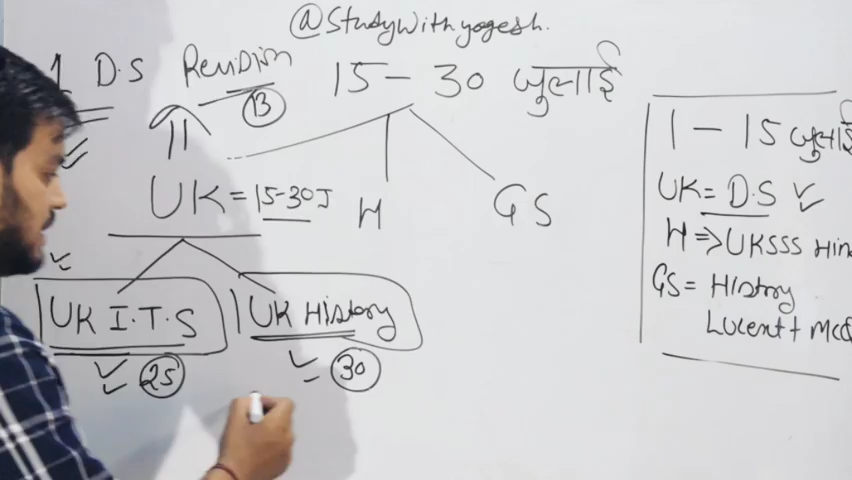 @Studywithyogesh.
1 D.S Revision
13
15 - 30 जुलाई
UK = 15-30J
H
GS
UK I.T.S
25
UK History
30
1 - 15 जुलाई
UK = D.S
H => UKSSS Hin
GS = History
Lucent + Mcq